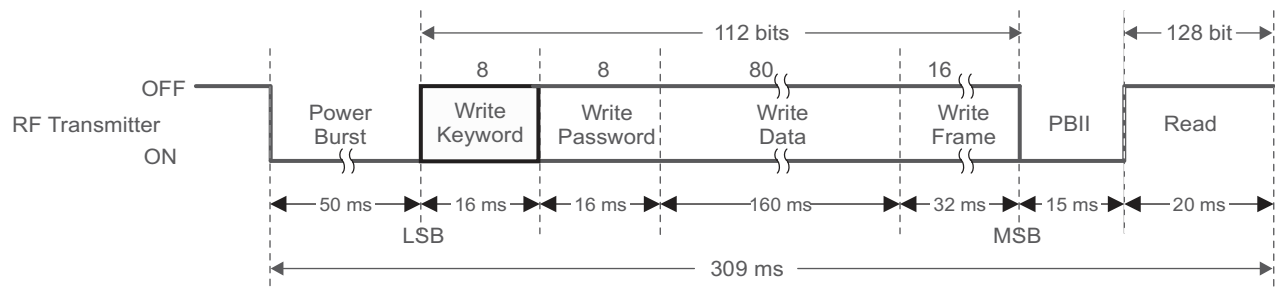 112 bits
128 bit
8
8
80
16
OFF
RF Transmitter
ON
Power
Burst
Write
Keyword
Write
Password
Write
Data
Write
Frame
PBII
Read
50 ms
16 ms
16 ms
160 ms
32 ms
15 ms
20 ms
LSB
MSB
309 ms